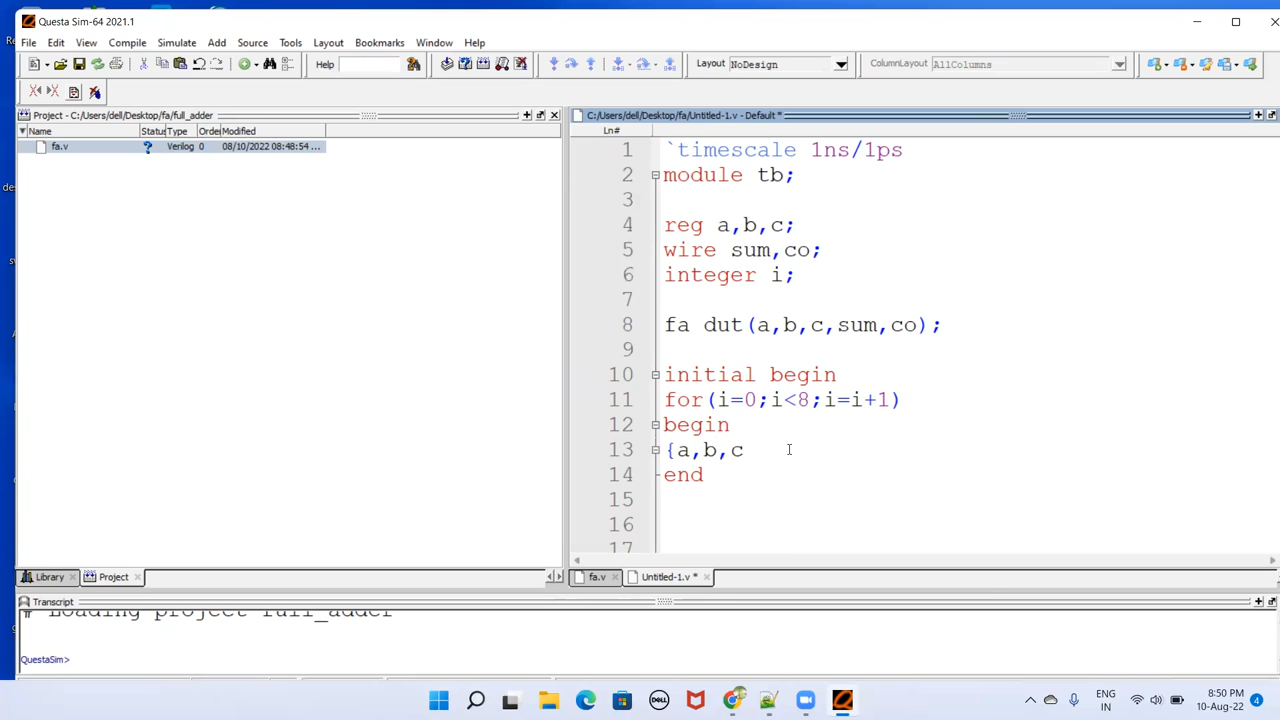 Questa Sim-64 2021.1
File Edit View Compile Simulate Add Source Tools Layout Bookmarks Window Help
Help Layout NoDesign ColumnLayout AllColumns
Project - C:/Users/dell/Desktop/fa/full_adder
Name Status Type Order Modified
fa.v ? Verilog 0 08/10/2022 08:48:54 ...
C:/Users/dell/Desktop/fa/Untitled-1.v - Default *
Ln#
1 `timescale 1ns/1ps
2 module tb;
3
4 reg a,b,c;
5 wire sum,co;
6 integer i;
7
8 fa dut(a,b,c,sum,co);
9
10 initial begin
11 for(i=0;i<8;i=i+1)
12 begin
13 {a,b,c
14 end
15
16
17
Library Project
fa.v Untitled-1.v *
Transcript
# Loading project full_adder
QuestaSim>
DELL
ENG
IN
8:50 PM
10-Aug-22
4